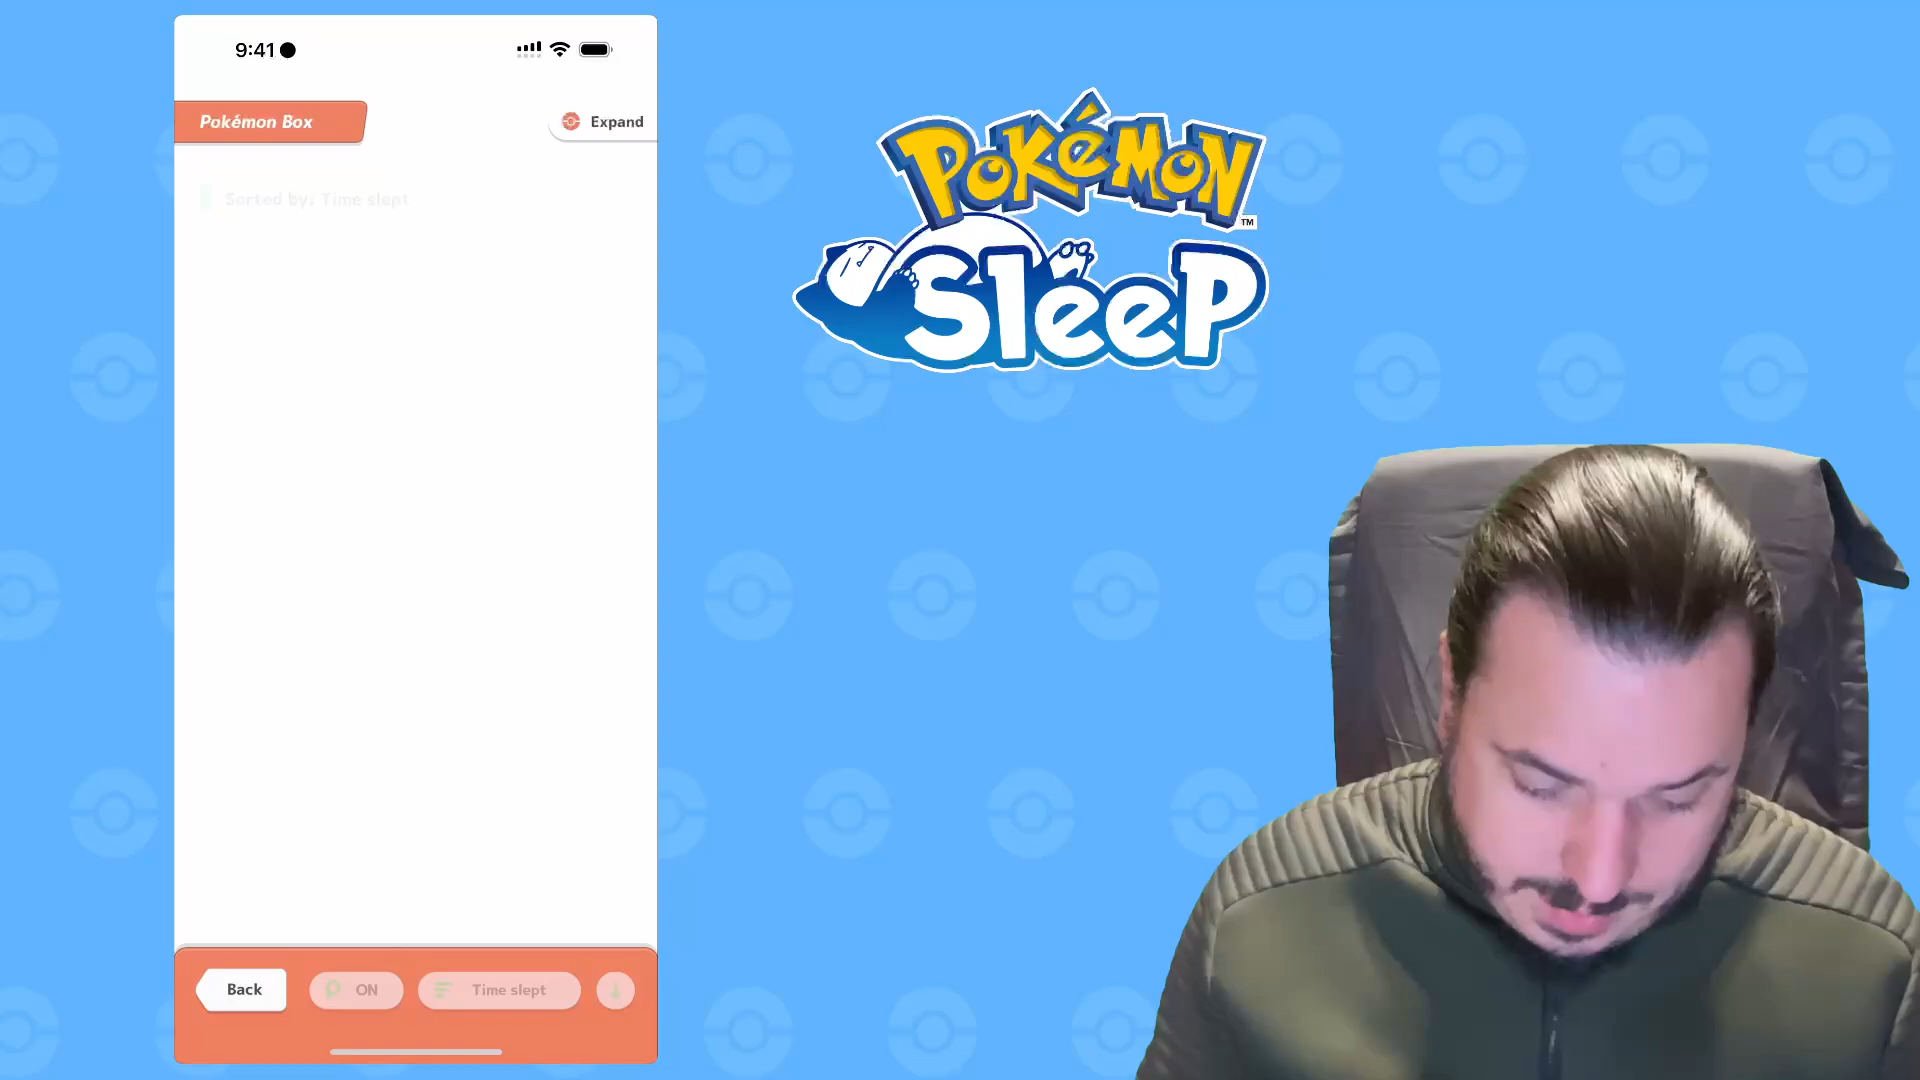 9:41
Pokémon Box
Expand
Sorted by: Time slept
POKéMON
TM
Sleep
Back
ON
Time slept